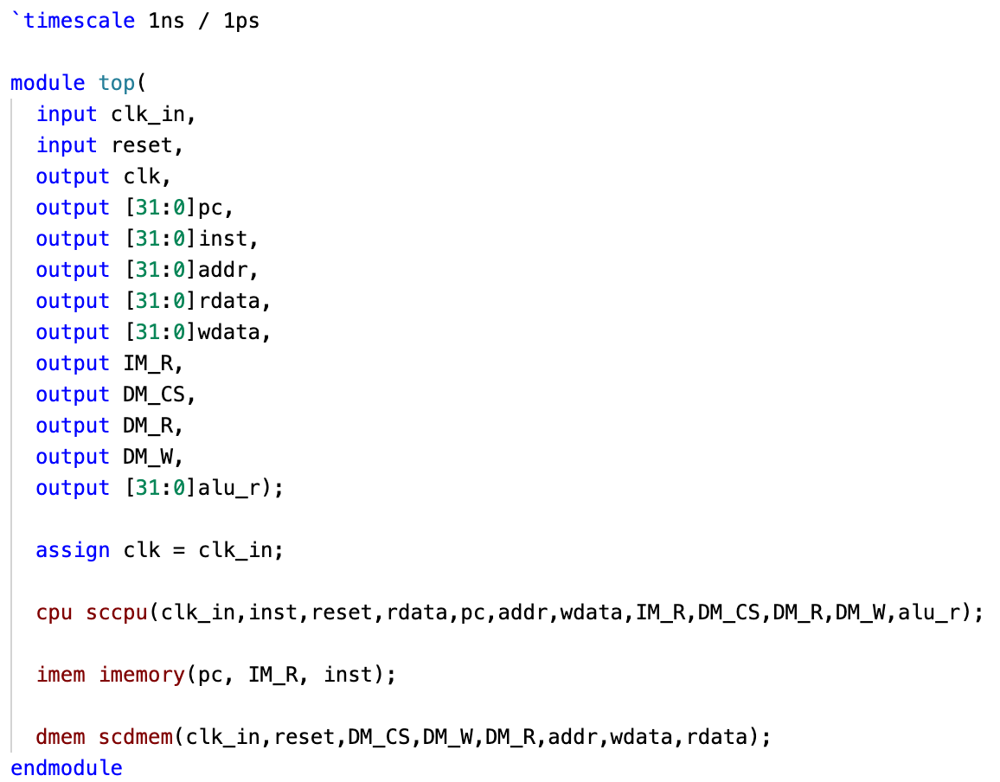 `timescale 1ns / 1ps
module top(
input clk_in,
input reset,
output clk,
output [31:0]pc,
output [31:0]inst,
output [31:0]addr,
output [31:0]rdata,
output [31:0]wdata,
output IM_R,
output DM_CS,
output DM_R,
output DM_W,
output [31:0]alu_r);
assign clk = clk_in;
cpu sccpu(clk_in,inst,reset,rdata,pc,addr,wdata,IM_R,DM_CS,DM_R,DM_W,alu_r);
imem imemory(pc, IM_R, inst);
dmem scdmem(clk_in,reset,DM_CS,DM_W,DM_R,addr,wdata,rdata);
endmodule